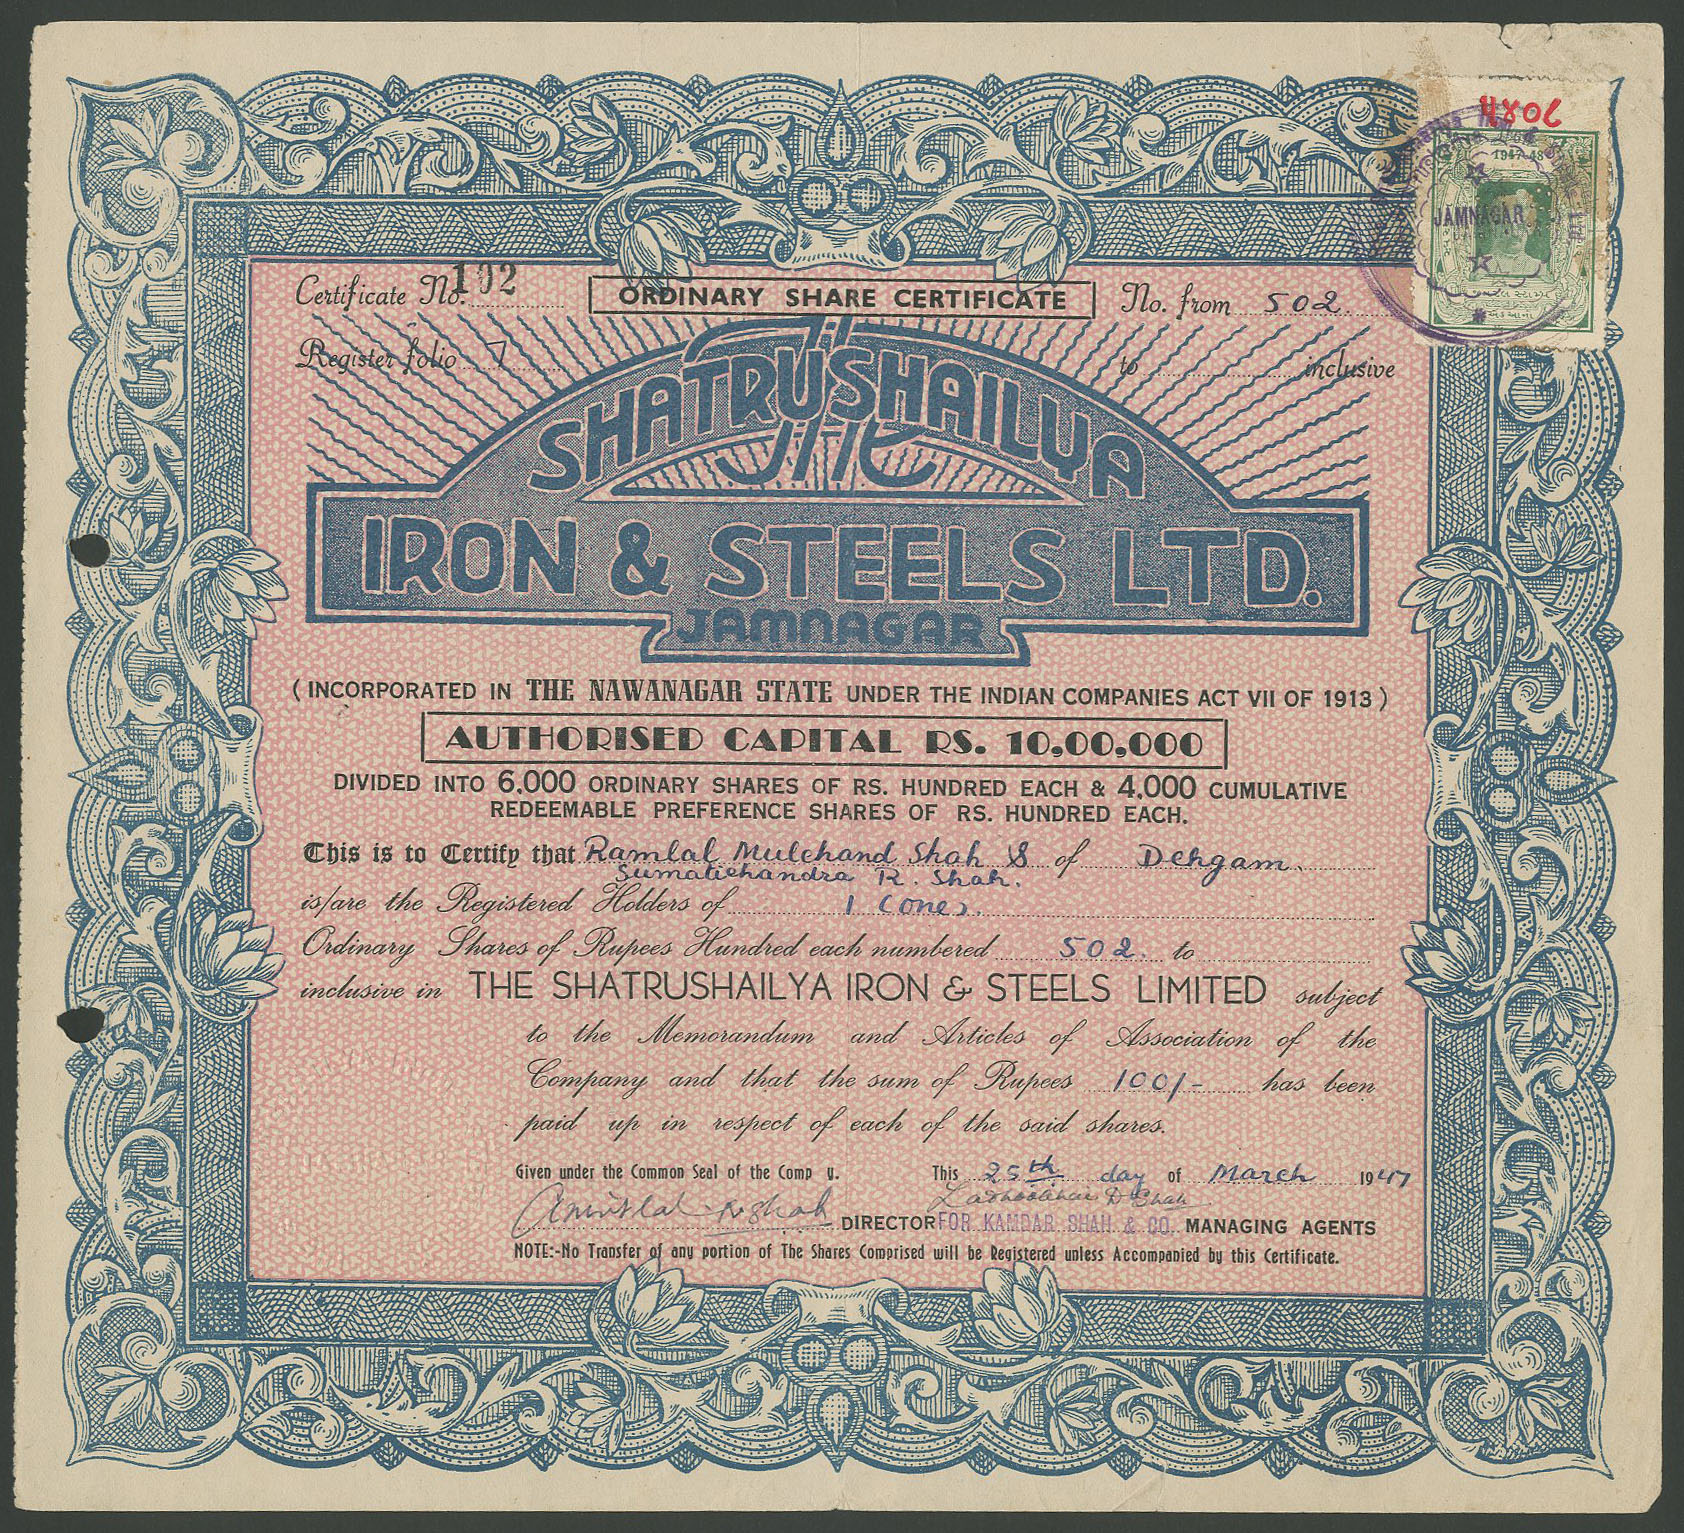 1947-48
JAMNAGAR
Certificate No. 192
ORDINARY SHARE CERTIFICATE
No. from 502.
Register folio 7
to inclusive
SHATRUSHAILYA
IRON & STEELS LTD.
JAMNAGAR
(INCORPORATED IN THE NAWANAGAR STATE UNDER THE INDIAN COMPANIES ACT VII OF 1913)
AUTHORISED CAPITAL RS. 10,00,000
DIVIDED INTO 6,000 ORDINARY SHARES OF RS. HUNDRED EACH & 4,000 CUMULATIVE
REDEEMABLE PREFERENCE SHARES OF RS. HUNDRED EACH.
This is to Certify that Ramlal Mulchand Shah & of Dehgam.
Sumatichandra R. Shah.
is/are the Registered Holders of 1 (one).
Ordinary Shares of Rupees Hundred each numbered 502. to
inclusive in THE SHATRUSHAILYA IRON & STEELS LIMITED subject
to the Memorandum and Articles of Association of the
Company and that the sum of Rupees 100/- has been
paid up in respect of each of the said shares.
Given under the Common Seal of the Comp y. This 25th day of March 1947
Ladhabhai D Shah
Amritlal Shah DIRECTOR FOR KAMDAR SHAH & CO. MANAGING AGENTS
NOTE:-No Transfer of any portion of The Shares Comprised will be Registered unless Accompanied by this Certificate.